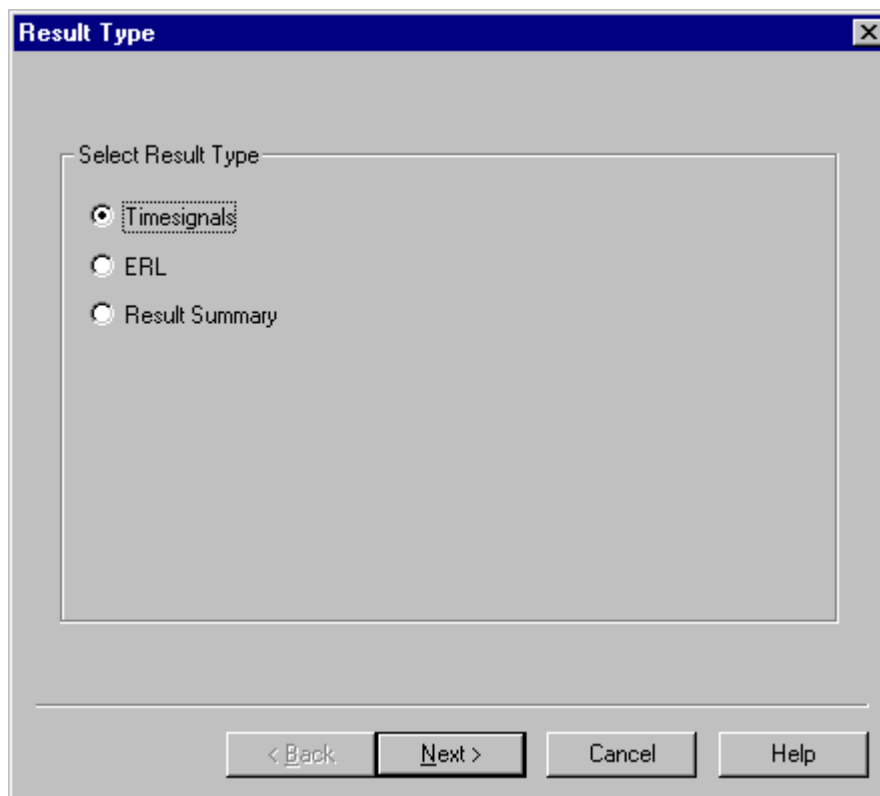 Result Type
Select Result Type
Timesignals
ERL
Result Summary
< Back Next > Cancel Help